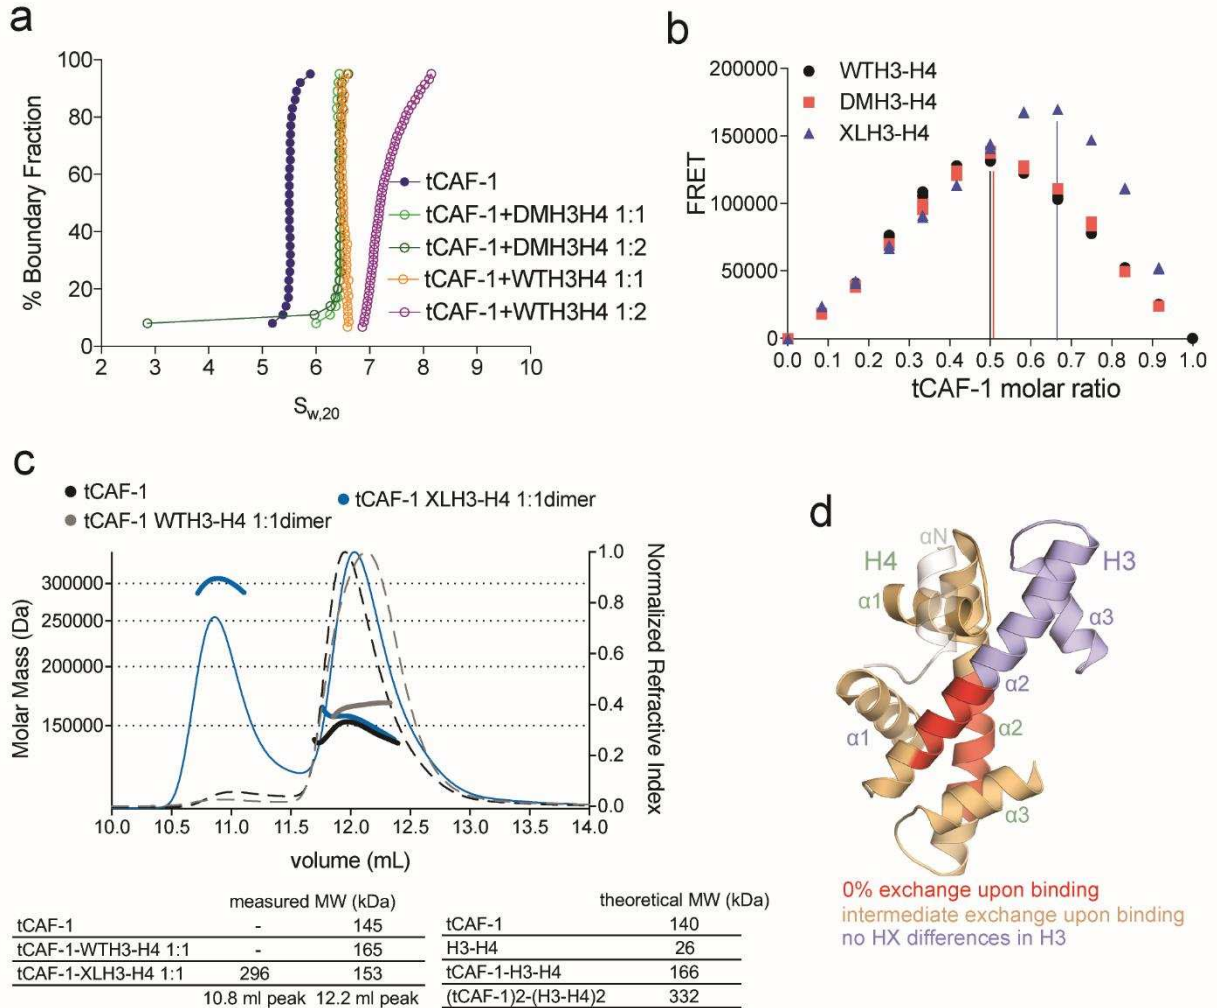 a
100
80
60
40
20
0
% Boundary Fraction
2 3 4 5 6 7 8 9 10
Sw,20
tCAF-1
tCAF-1+DMH3H4 1:1
tCAF-1+DMH3H4 1:2
tCAF-1+WTH3H4 1:1
tCAF-1+WTH3H4 1:2
b
200000
150000
100000
50000
0
FRET
WTH3-H4
DMH3-H4
XLH3-H4
0.0 0.1 0.2 0.3 0.4 0.5 0.6 0.7 0.8 0.9 1.0
tCAF-1 molar ratio
c
tCAF-1
tCAF-1 XLH3-H4 1:1dimer
tCAF-1 WTH3-H4 1:1dimer
Molar Mass (Da)
300000
250000
200000
150000
Normalized Refractive Index
1.0
0.8
0.6
0.4
0.2
0.0
10.0 10.5 11.0 11.5 12.0 12.5 13.0 13.5 14.0
volume (mL)
measured MW (kDa)
tCAF-1 - 145
tCAF-1-WTH3-H4 1:1 - 165
tCAF-1-XLH3-H4 1:1 296 153
10.8 ml peak 12.2 ml peak
theoretical MW (kDa)
tCAF-1 140
H3-H4 26
tCAF-1-H3-H4 166
(tCAF-1)2-(H3-H4)2 332
d
αN
H4
H3
α1
α3
α2
α1
α2
α3
0% exchange upon binding
intermediate exchange upon binding
no HX differences in H3